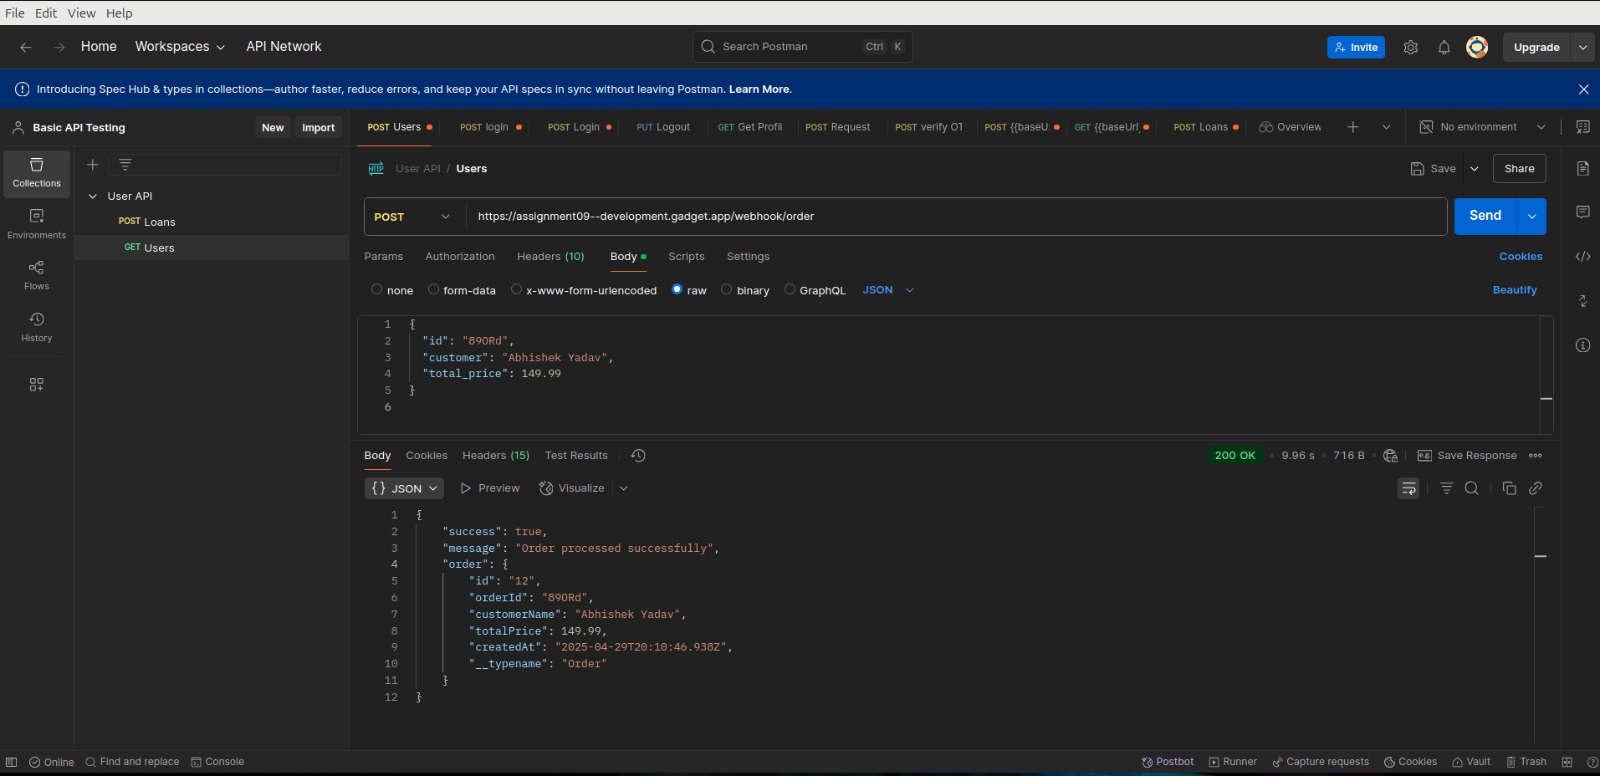 File Edit View Help
Home Workspaces API Network Search Postman Ctrl K Invite Upgrade
Introducing Spec Hub & types in collections—author faster, reduce errors, and keep your API specs in sync without leaving Postman. Learn More.
Basic API Testing New Import POST Users POST login POST Login PUT Logout GET Get Profil POST Request POST verify OT POST {{baseU. GET {{baseUrl POST Loans Overview No environment
Collections
User API / Users Save Share
User API
POST Loans
GET Users
Environments
Flows
History
POST https://assignment09--development.gadget.app/webhook/order Send
Params Authorization Headers (10) Body Scripts Settings Cookies
none form-data x-www-form-urlencoded raw binary GraphQL JSON Beautify
1 {
2 "id": "890Rd",
3 "customer": "Abhishek Yadav",
4 "total_price": 149.99
5 }
6
Body Cookies Headers (15) Test Results 200 OK 9.96 s 716 B Save Response
{} JSON Preview Visualize
1 {
2 "success": true,
3 "message": "Order processed successfully",
4 "order": {
5 "id": "12",
6 "orderId": "890Rd",
7 "customerName": "Abhishek Yadav",
8 "totalPrice": 149.99,
9 "createdAt": "2025-04-29T20:10:46.938Z",
10 "__typename": "Order"
11 }
12 }
Online Find and replace Console Postbot Runner Capture requests Cookies Vault Trash